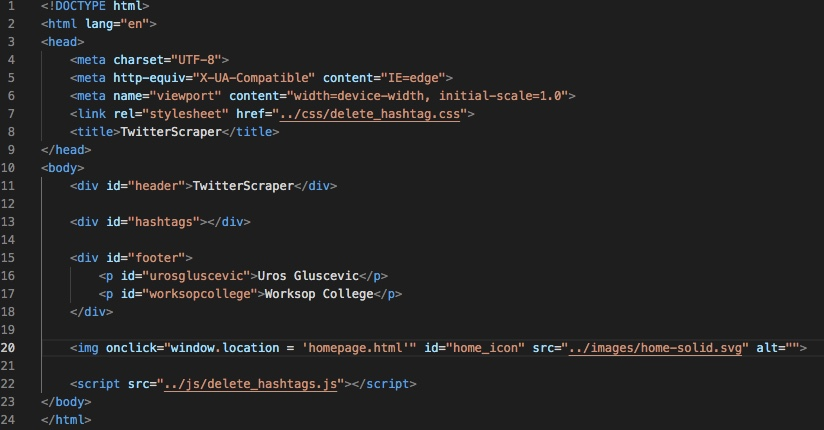 1 <!DOCTYPE html>
2 <html lang="en">
3 <head>
4     <meta charset="UTF-8">
5     <meta http-equiv="X-UA-Compatible" content="IE=edge">
6     <meta name="viewport" content="width=device-width, initial-scale=1.0">
7     <link rel="stylesheet" href="../css/delete_hashtag.css">
8     <title>TwitterScraper</title>
9 </head>
10 <body>
11     <div id="header">TwitterScraper</div>
12
13     <div id="hashtags"></div>
14
15     <div id="footer">
16         <p id="urosgluscevic">Uros Gluscevic</p>
17         <p id="worksopcollege">Worksop College</p>
18     </div>
19
20     <img onclick="window.location = 'homepage.html'" id="home_icon" src="../images/home-solid.svg" alt="">
21
22     <script src="../js/delete_hashtags.js"></script>
23 </body>
24 </html>